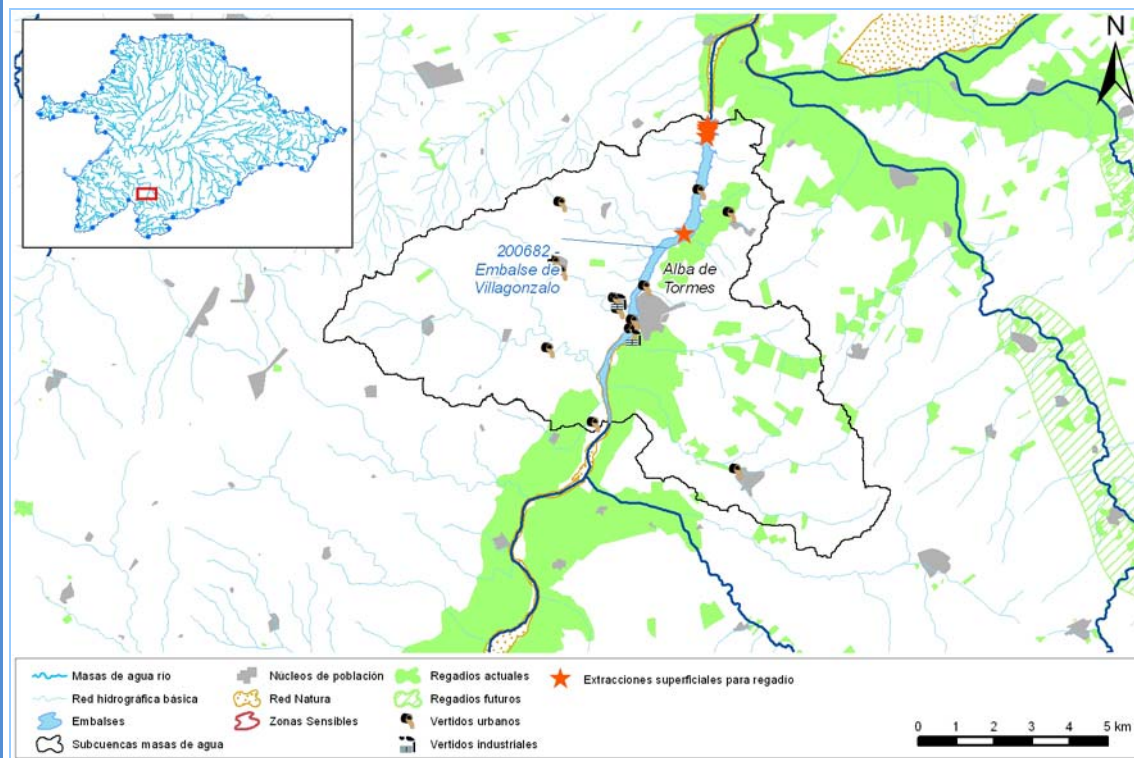 N
200682 -
Embalse de
Villagonzalo
Alba de
Tormes
Masas de agua río
Red hidrográfica básica
Embalses
Subcuencas masas de agua
Núcleos de población
Red Natura
Zonas Sensibles
Regadíos actuales
Regadíos futuros
Vertidos urbanos
Vertidos industriales
Extracciones superficiales para regadío
0 1 2 3 4 5 km